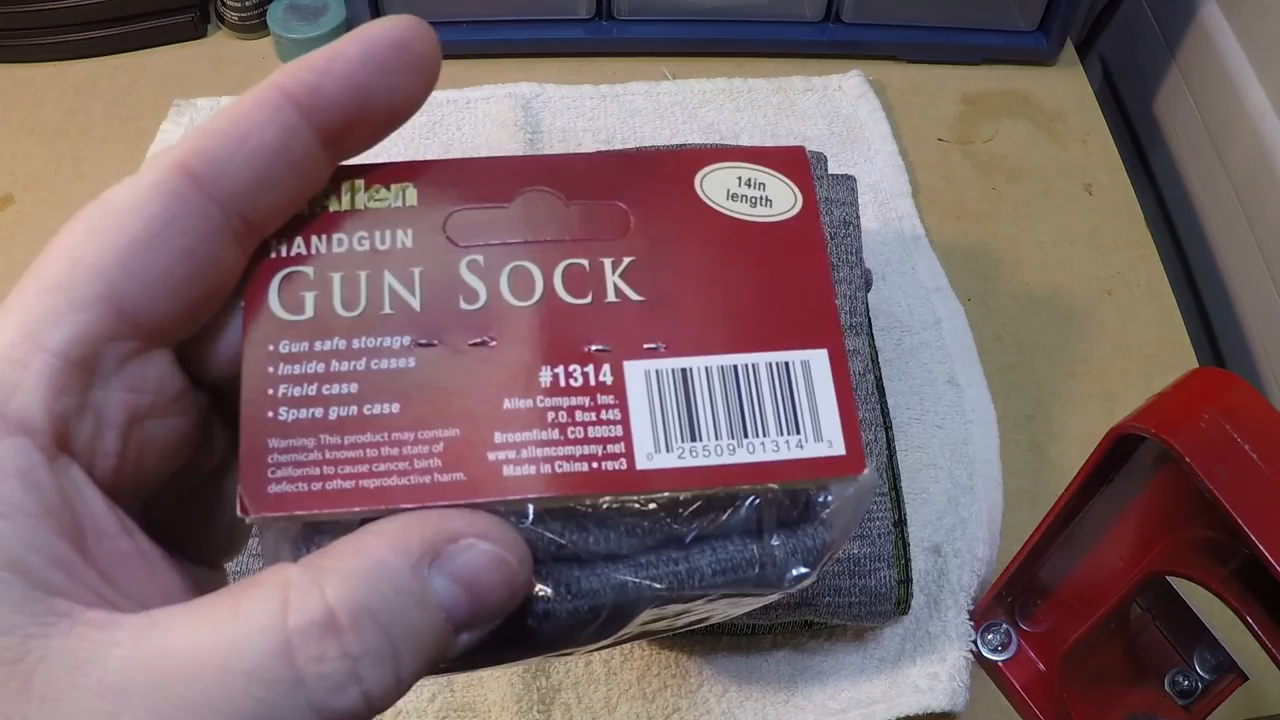 Allen
14in
length
HANDGUN
GUN SOCK
• Gun safe storage
• Inside hard cases
• Field case
• Spare gun case
Warning: This product may contain
chemicals known to the state of
California to cause cancer, birth
defects or other reproductive harm.
#1314
Allen Company, Inc.
P.O. Box 445
Broomfield, CO 80038
www.allencompany.net
Made in China • rev3
0 26509 01314 3